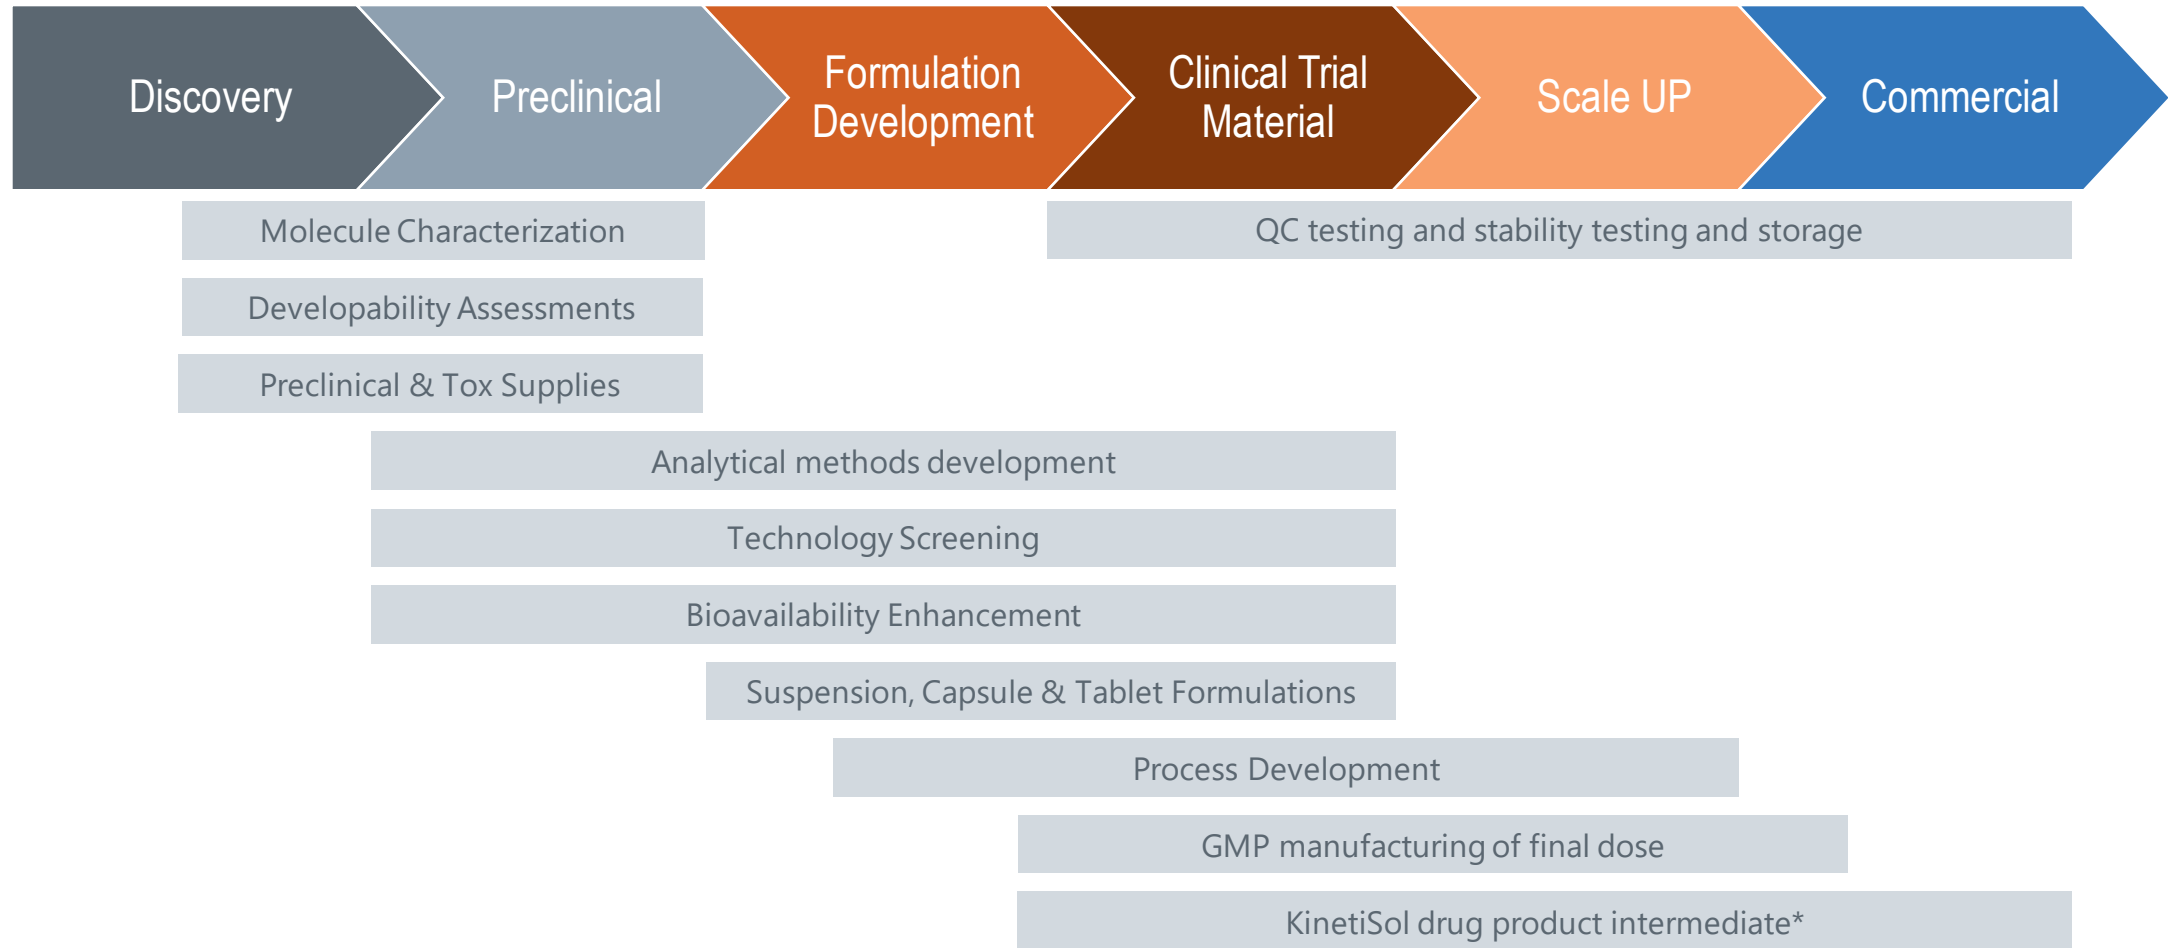 Discovery
Preclinical
Formulation
Development
Clinical Trial
Material
Scale UP
Commercial
Molecule Characterization
QC testing and stability testing and storage
Developability Assessments
Preclinical & Tox Supplies
Analytical methods development
Technology Screening
Bioavailability Enhancement
Suspension, Capsule & Tablet Formulations
Process Development
GMP manufacturing of final dose
KinetiSol drug product intermediate*